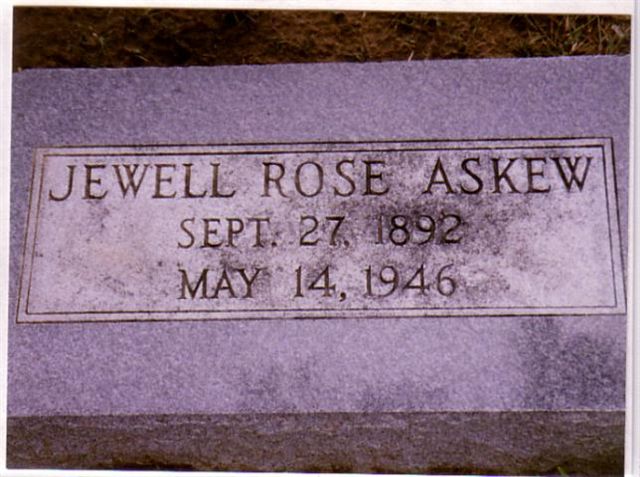 JEWELL ROSE ASKEW
SEPT. 27, 1892
MAY 14, 1946